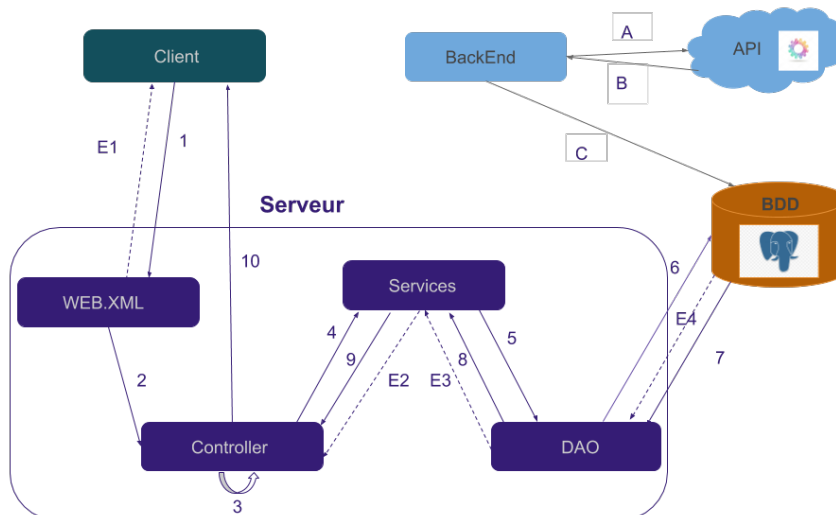 Client
BackEnd
A
API
B
E1
1
C
BDD
Serveur
10
6
WEB.XML
Services
E4
4
5
7
2
9
8
E2
E3
Controller
DAO
3